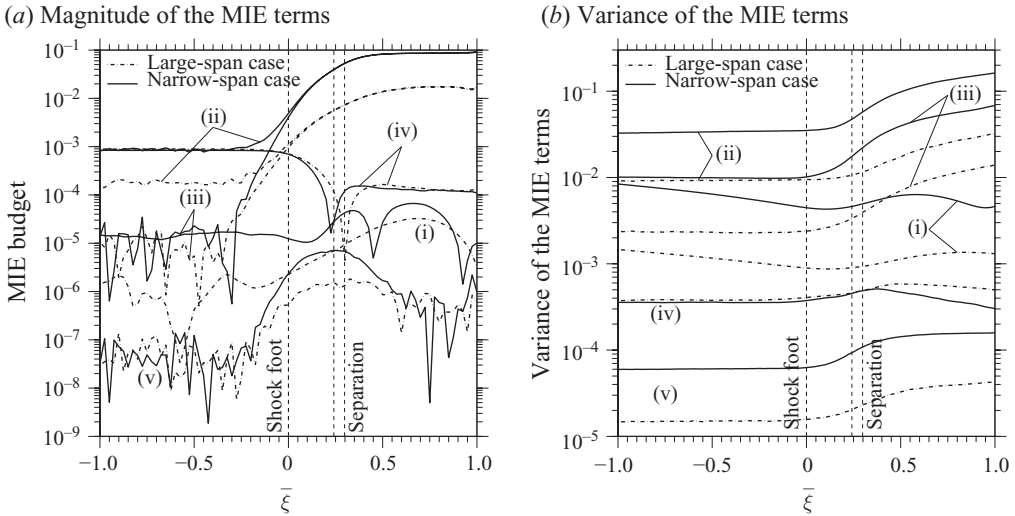 (a) Magnitude of the MIE terms
10⁻¹
10⁻²
10⁻³
10⁻⁴
10⁻⁵
10⁻⁶
10⁻⁷
10⁻⁸
10⁻⁹
MIE budget
Large-span case
Narrow-span case
(ii)
(iv)
(iii)
(i)
(v)
Shock foot
Separation
−1.0
−0.5
0
0.5
1.0
ξ̅
(b) Variance of the MIE terms
10⁻¹
10⁻²
10⁻³
10⁻⁴
10⁻⁵
Variance of the MIE terms
Large-span case
Narrow-span case
(iii)
(ii)
(i)
(iv)
(v)
Shock foot
Separation
−1.0
−0.5
0
0.5
1.0
ξ̅